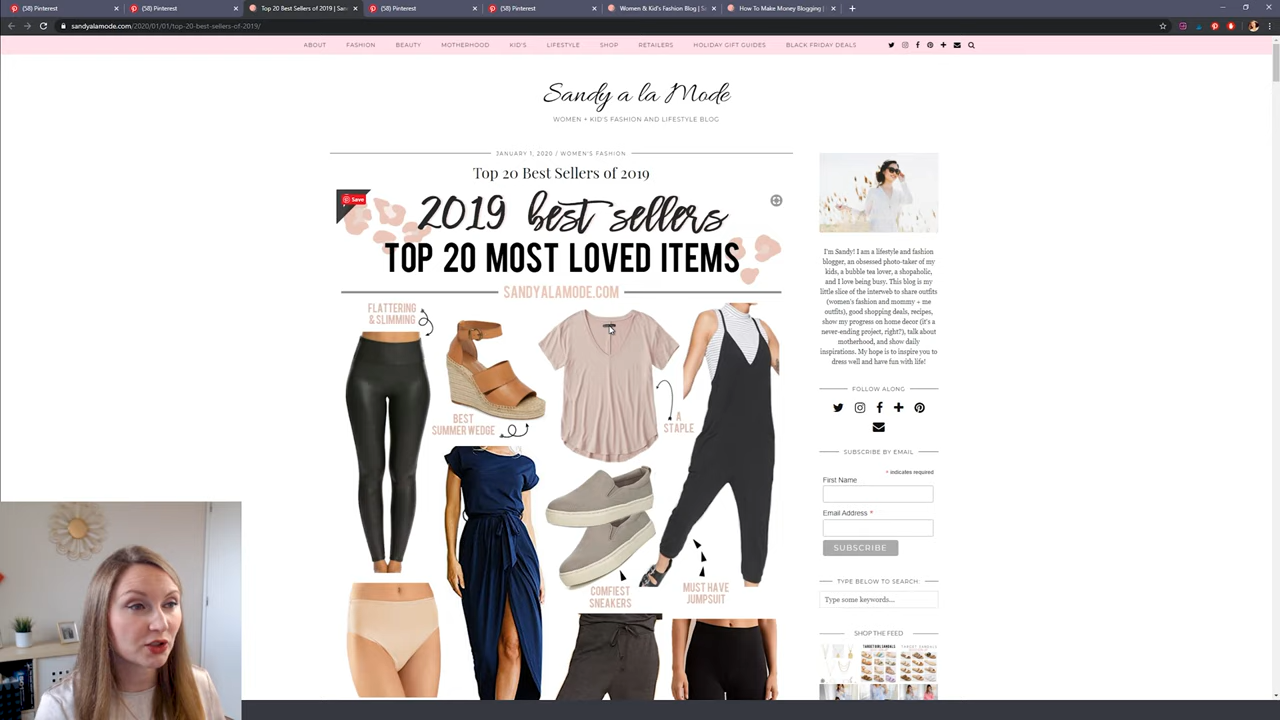 (58) Pinterest
(58) Pinterest
Top 20 Best Sellers of 2019 | San
(58) Pinterest
(58) Pinterest
Women & Kid's Fashion Blog | Sa
How To Make Money Blogging |
sandyalamode.com/2020/01/01/top-20-best-sellers-of-2019/
ABOUT FASHION BEAUTY MOTHERHOOD KID'S LIFESTYLE SHOP RETAILERS HOLIDAY GIFT GUIDES BLACK FRIDAY DEALS
Sandy a la Mode
WOMEN + KID'S FASHION AND LIFESTYLE BLOG
JANUARY 1, 2020 / WOMEN'S FASHION
Top 20 Best Sellers of 2019
Save
2019 best sellers
TOP 20 MOST LOVED ITEMS
SANDYALAMODE.COM
FLATTERING
& SLIMMING
BEST
SUMMER WEDGE
A
STAPLE
COMFIEST
SNEAKERS
MUST HAVE
JUMPSUIT
I'm Sandy! I am a lifestyle and fashion
blogger, an obsessed photo-taker of my
kids, a bubble tea lover, a shopaholic,
and I love being busy. This blog is my
little slice of the interweb to share outfits
(women's fashion and mommy + me
outfits), good shopping deals, recipes,
show my progress on home decor (it's a
never-ending project, right?), talk about
motherhood, and show daily
inspirations. My hope is to inspire you to
dress well and have fun with life!
FOLLOW ALONG
SUBSCRIBE BY EMAIL
* indicates required
First Name
Email Address *
SUBSCRIBE
TYPE BELOW TO SEARCH:
Type some keywords...
SHOP THE FEED